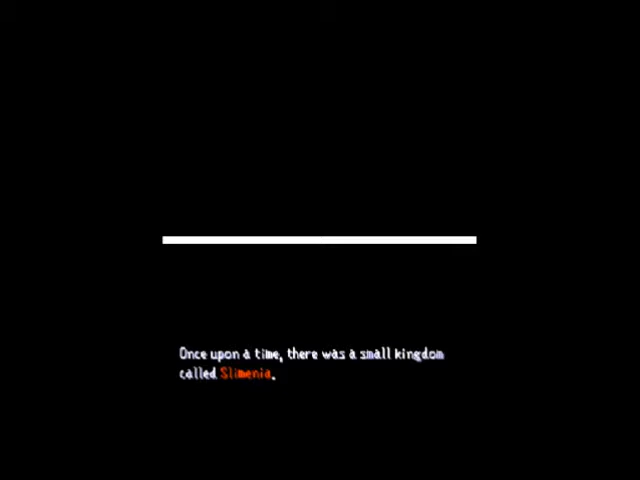 Once upon a time, there was a small kingdom
called Slimenia.